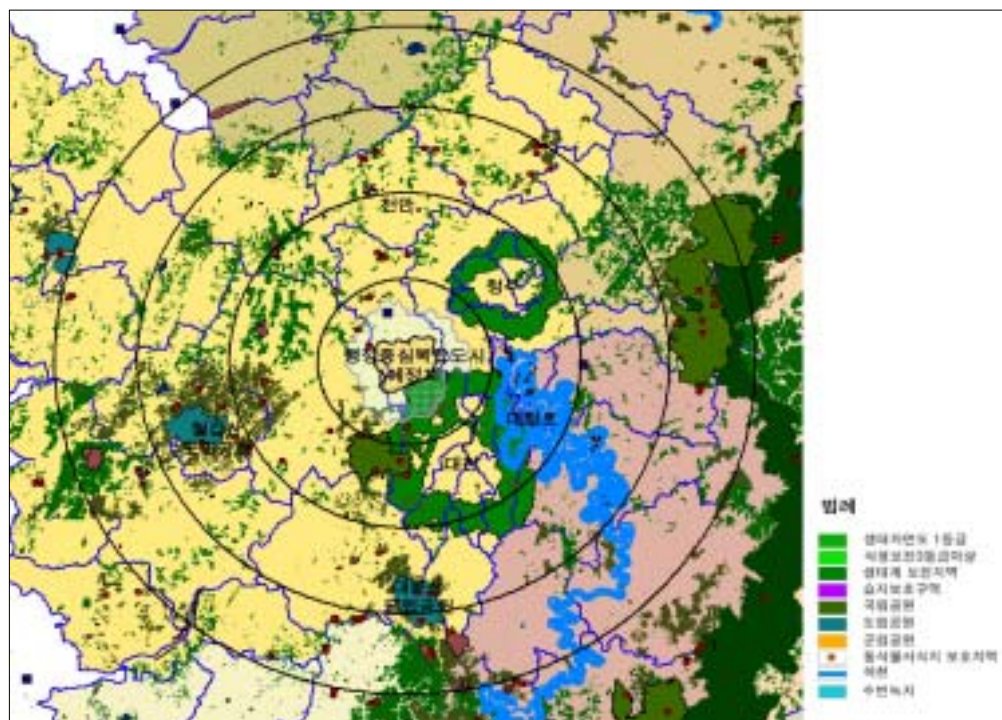 천안
청주
행정중심복합도시
예정지
대청호
대전
범례
생태자연도 1등급
식생보전3등급이상
생태계 보전지역
습지보호구역
국립공원
도립공원
군립공원
동식물서식지 보호지역
하천
수변녹지